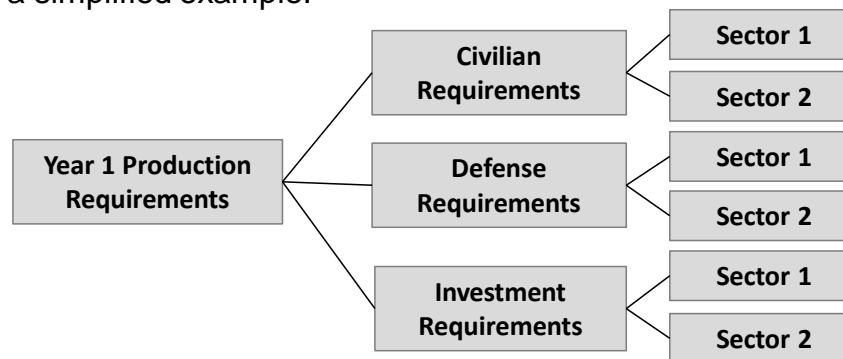 a simplified example.
Year 1 Production
Requirements
Civilian
Requirements
Sector 1
Sector 2
Defense
Requirements
Sector 1
Sector 2
Investment
Requirements
Sector 1
Sector 2